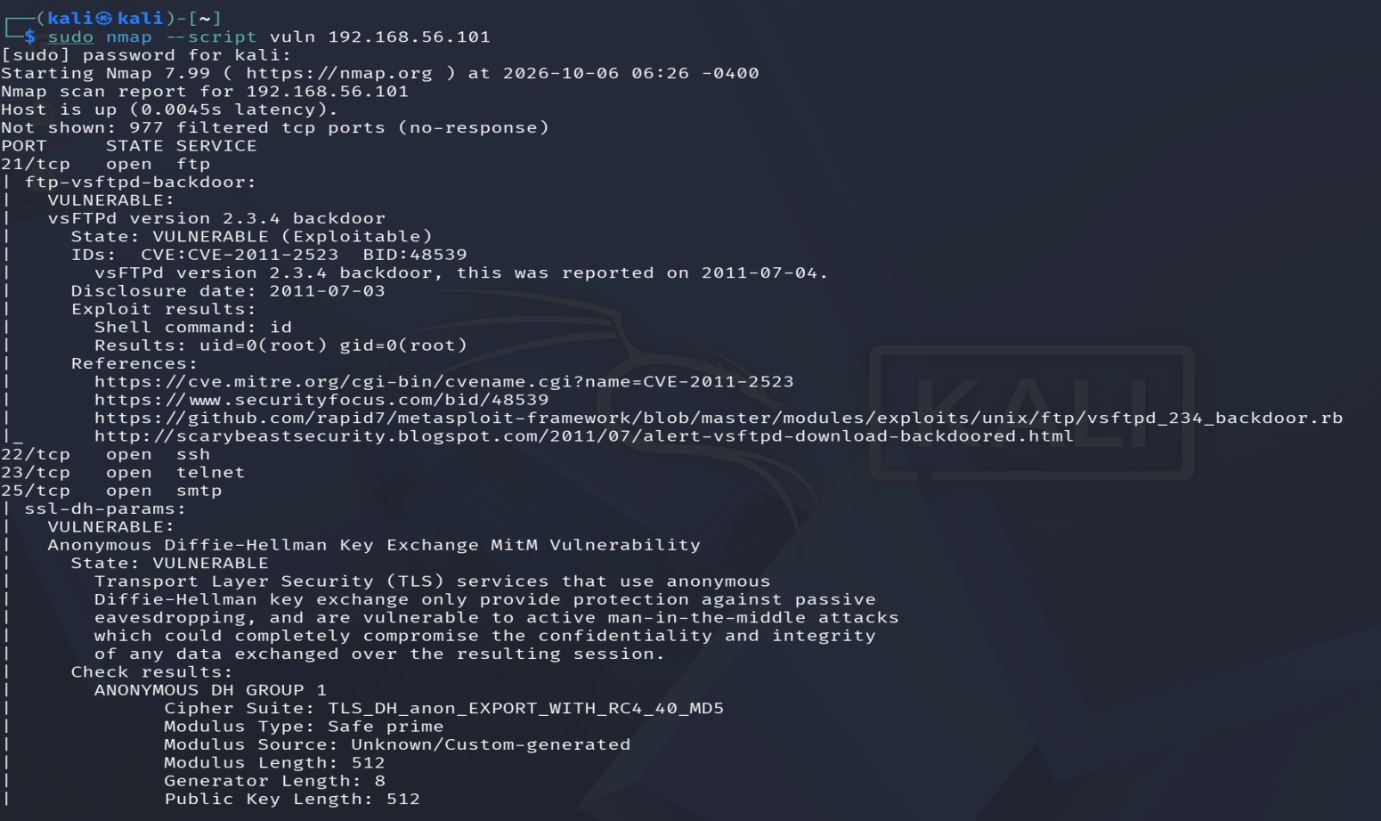 ┌──(kali㉿kali)-[~]
└─$ sudo nmap --script vuln 192.168.56.101
[sudo] password for kali:
Starting Nmap 7.99 ( https://nmap.org ) at 2026-10-06 06:26 -0400
Nmap scan report for 192.168.56.101
Host is up (0.0045s latency).
Not shown: 977 filtered tcp ports (no-response)
PORT     STATE SERVICE
21/tcp   open  ftp
| ftp-vsftpd-backdoor:
|   VULNERABLE:
|   vsFTPd version 2.3.4 backdoor
|     State: VULNERABLE (Exploitable)
|     IDs:  CVE:CVE-2011-2523  BID:48539
|       vsFTPd version 2.3.4 backdoor, this was reported on 2011-07-04.
|     Disclosure date: 2011-07-03
|     Exploit results:
|       Shell command: id
|       Results: uid=0(root) gid=0(root)
|     References:
|       https://cve.mitre.org/cgi-bin/cvename.cgi?name=CVE-2011-2523
|       https://www.securityfocus.com/bid/48539
|       https://github.com/rapid7/metasploit-framework/blob/master/modules/exploits/unix/ftp/vsftpd_234_backdoor.rb
|_      http://scarybeastsecurity.blogspot.com/2011/07/alert-vsftpd-download-backdoored.html
22/tcp   open  ssh
23/tcp   open  telnet
25/tcp   open  smtp
| ssl-dh-params:
|   VULNERABLE:
|   Anonymous Diffie-Hellman Key Exchange MitM Vulnerability
|     State: VULNERABLE
|       Transport Layer Security (TLS) services that use anonymous
|       Diffie-Hellman key exchange only provide protection against passive
|       eavesdropping, and are vulnerable to active man-in-the-middle attacks
|       which could completely compromise the confidentiality and integrity
|       of any data exchanged over the resulting session.
|     Check results:
|       ANONYMOUS DH GROUP 1
|             Cipher Suite: TLS_DH_anon_EXPORT_WITH_RC4_40_MD5
|             Modulus Type: Safe prime
|             Modulus Source: Unknown/Custom-generated
|             Modulus Length: 512
|             Generator Length: 8
|             Public Key Length: 512
KALI